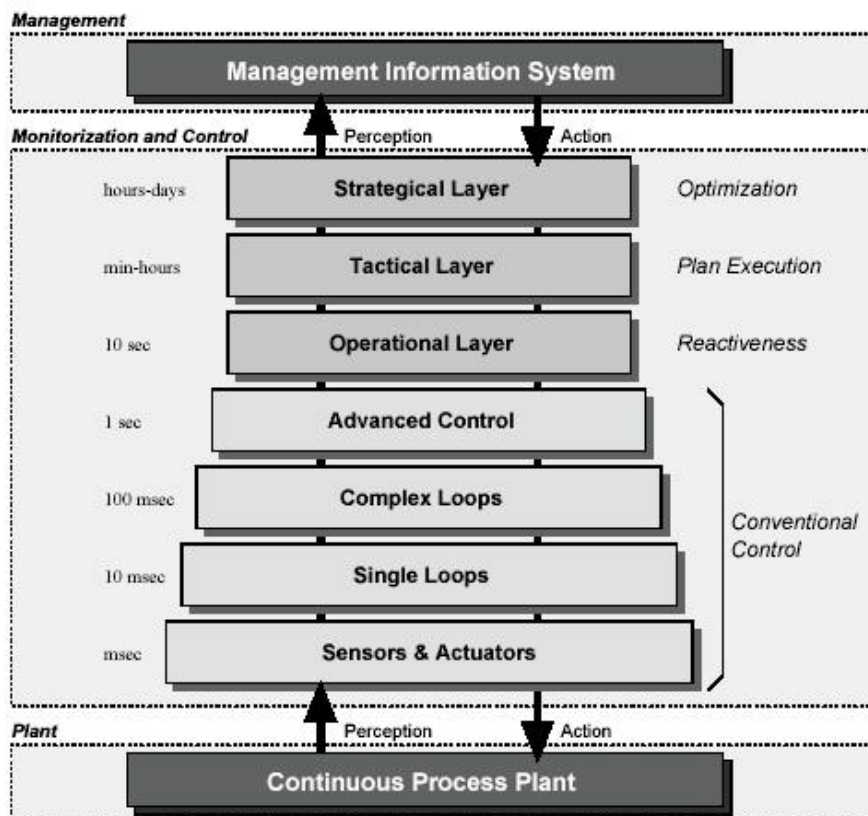 Management
Management Information System
Perception
Action
Monitorization and Control
hours-days
Strategical Layer
Optimization
min-hours
Tactical Layer
Plan Execution
10 sec
Operational Layer
Reactiveness
1 sec
Advanced Control
100 msec
Complex Loops
Conventional
Control
10 msec
Single Loops
msec
Sensors & Actuators
Perception
Action
Plant
Continuous Process Plant